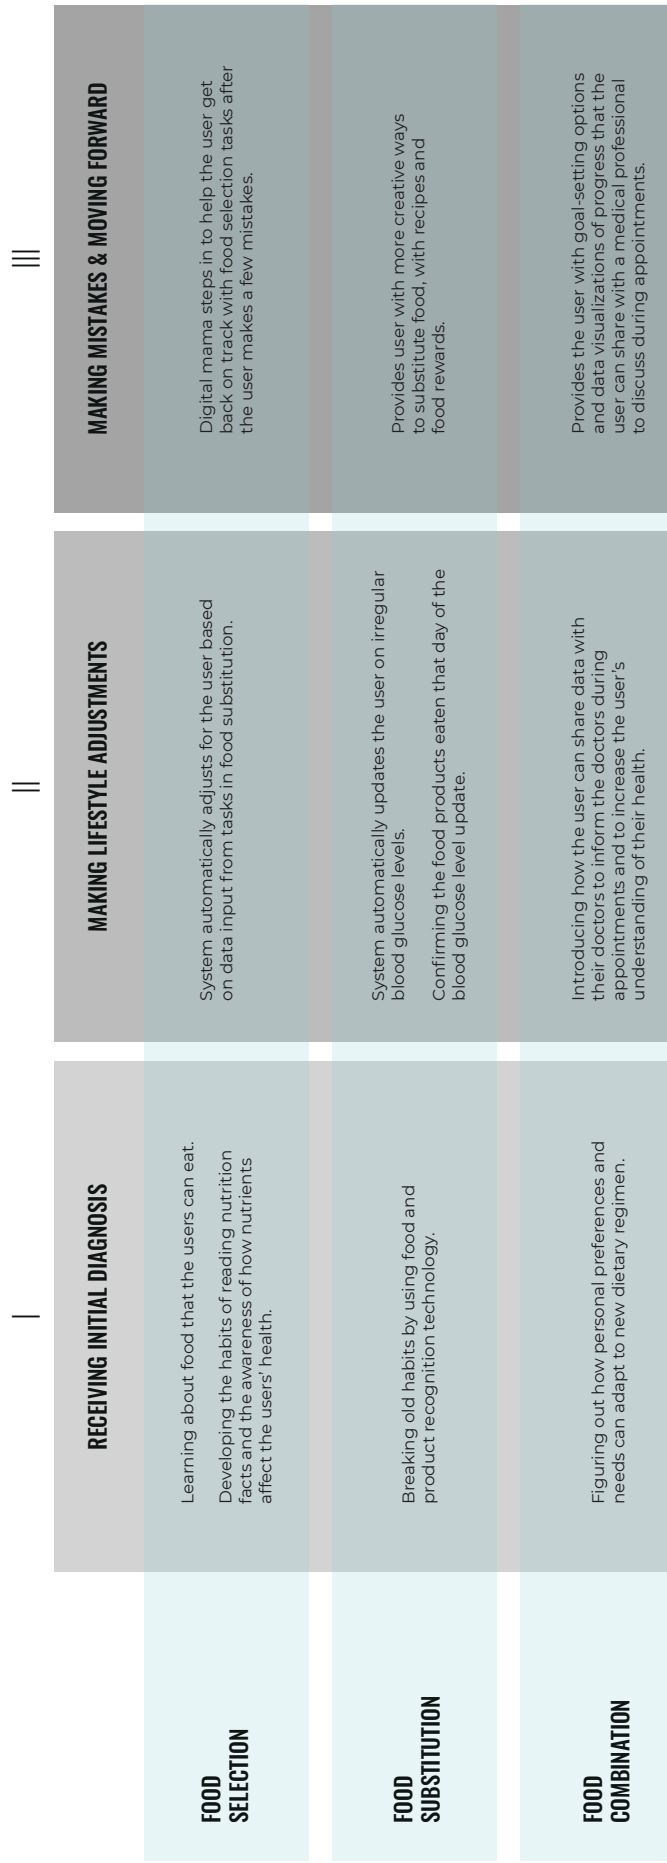 I
II
III
RECEIVING INITIAL DIAGNOSIS
MAKING LIFESTYLE ADJUSTMENTS
MAKING MISTAKES & MOVING FORWARD
FOOD
SELECTION
Learning about food that the users can eat.
Developing the habits of reading nutrition
facts and the awareness of how nutrients
affect the users' health.
System automatically adjusts for the user based
on data input from tasks in food substitution.
Digital mama steps in to help the user get
back on track with food selection tasks after
the user makes a few mistakes.
FOOD
SUBSTITUTION
Breaking old habits by using food and
product recognition technology.
System automatically updates the user on irregular
blood glucose levels.
Confirming the food products eaten that day of the
blood glucose level update.
Provides user with more creative ways
to substitute food, with recipes and
food rewards.
FOOD
COMBINATION
Figuring out how personal preferences and
needs can adapt to new dietary regimen.
Introducing how the user can share data with
their doctors to inform the doctors during
appointments and to increase the user's
understanding of their health.
Provides the user with goal-setting options
and data visualizations of progress that the
user can share with a medical professional
to discuss during appointments.